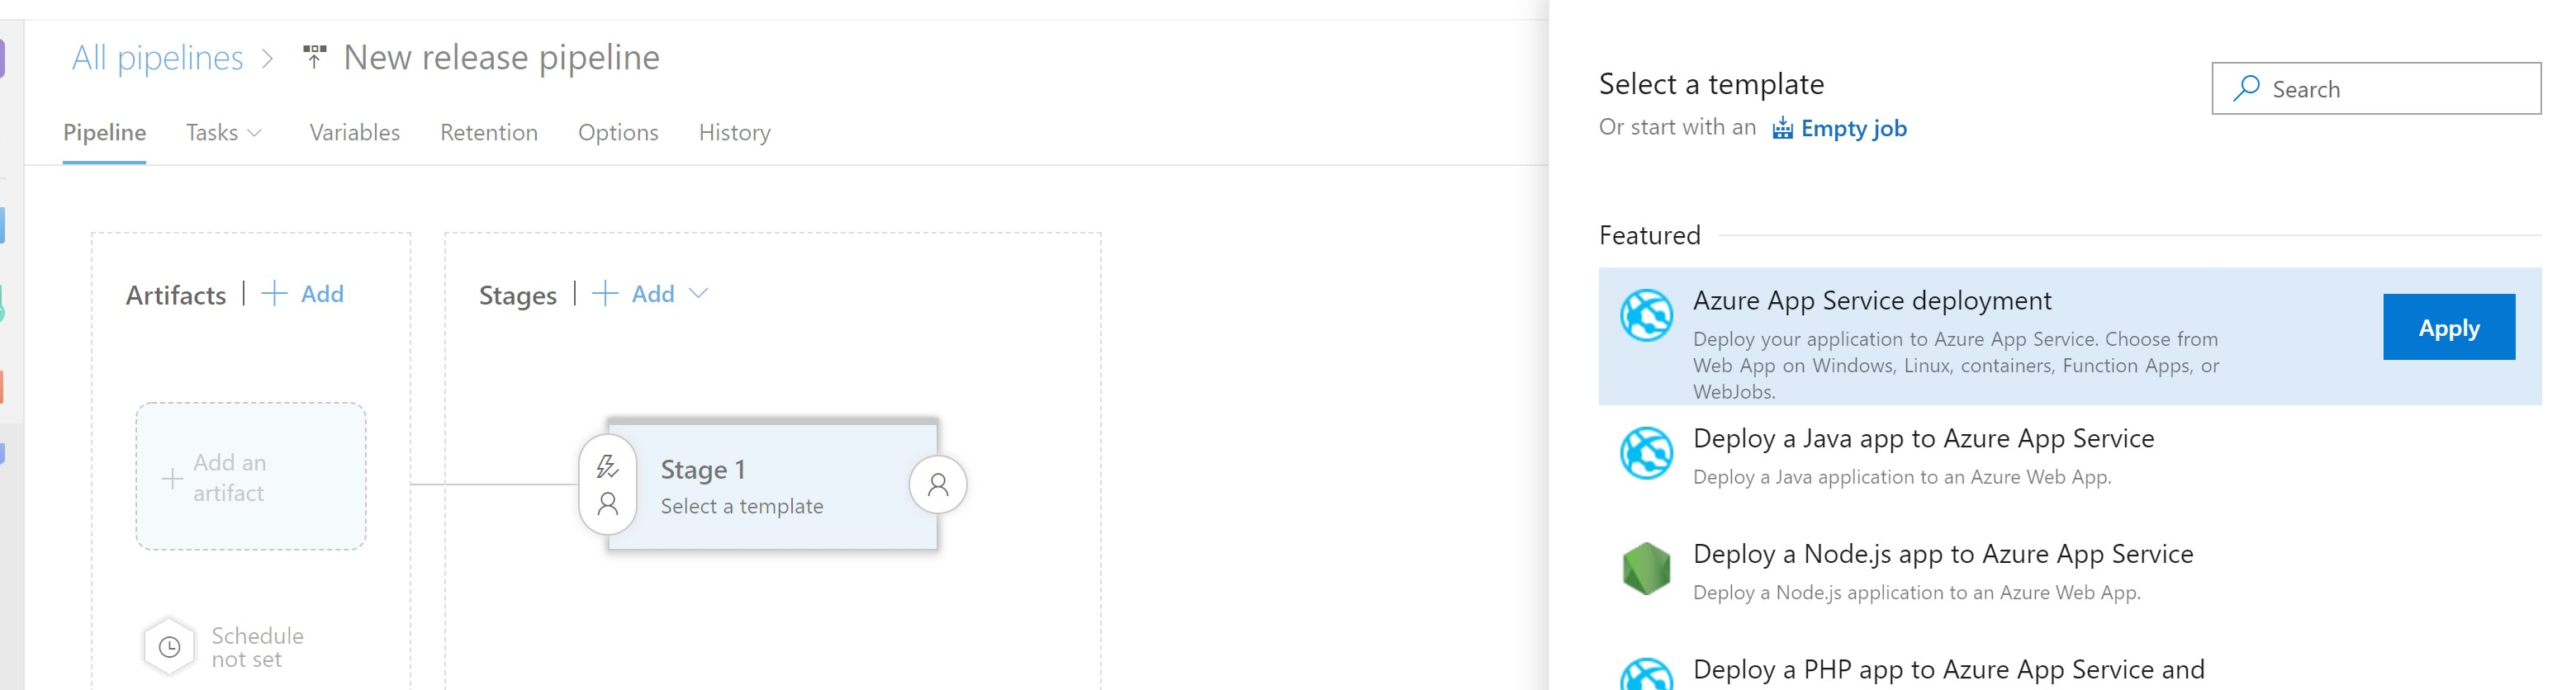 All pipelines > New release pipeline
Pipeline Tasks Variables Retention Options History
Artifacts | + Add
Stages | + Add
+ Add an
artifact
Stage 1
Select a template
Schedule
not set
Select a template
Search
Or start with an Empty job
Featured
Azure App Service deployment
Deploy your application to Azure App Service. Choose from
Web App on Windows, Linux, containers, Function Apps, or
WebJobs.
Apply
Deploy a Java app to Azure App Service
Deploy a Java application to an Azure Web App.
Deploy a Node.js app to Azure App Service
Deploy a Node.js application to an Azure Web App.
Deploy a PHP app to Azure App Service and